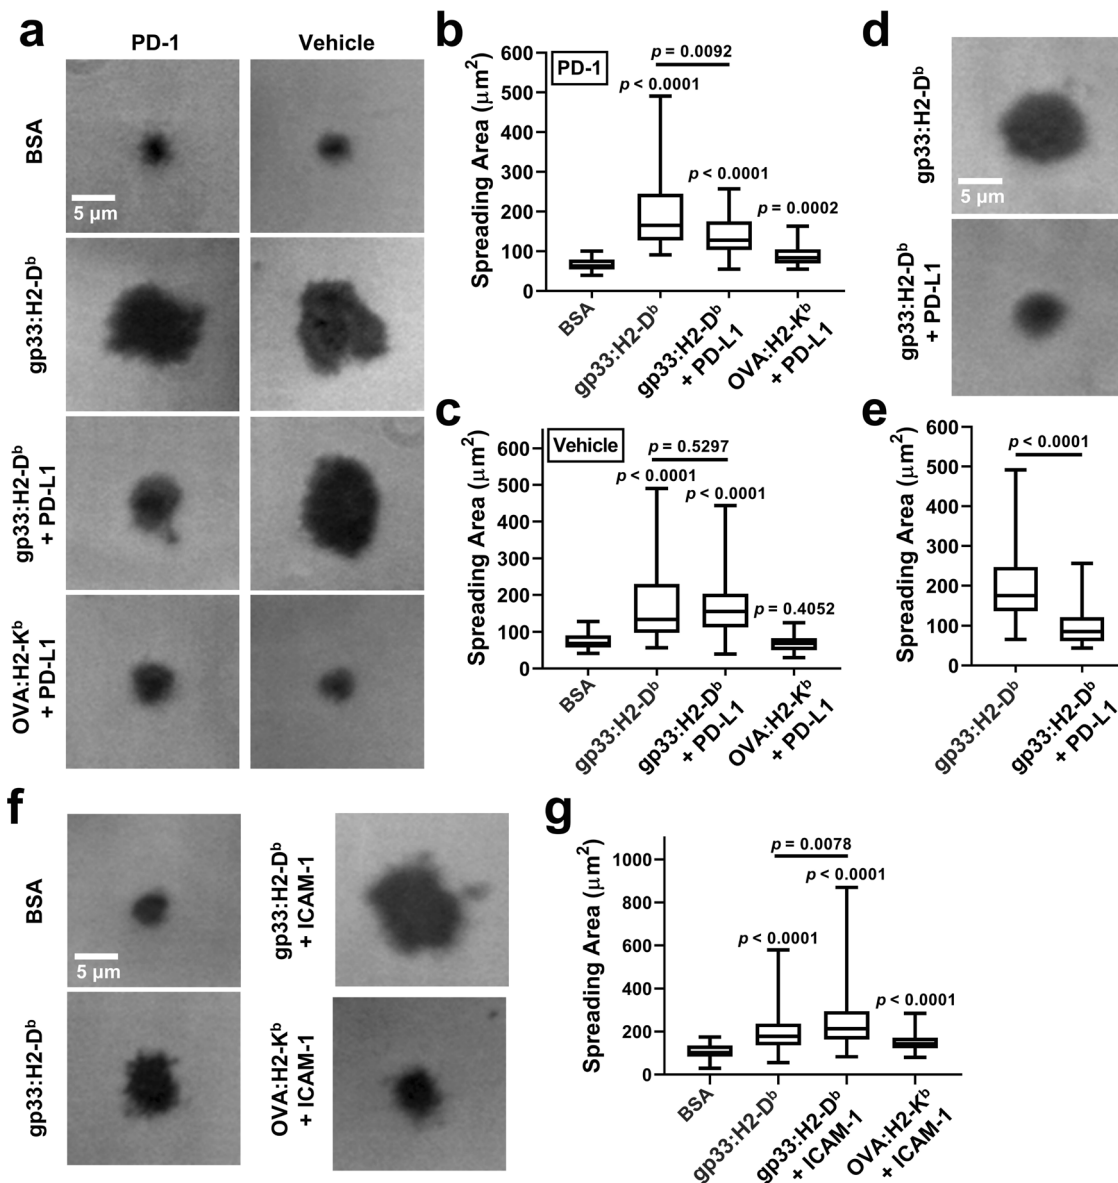 a
PD-1
Vehicle
BSA
5 µm
gp33:H2-Dᵇ
gp33:H2-Dᵇ
+ PD-L1
OVA:H2-Kᵇ
+ PD-L1
b
Spreading Area (µm²)
600
500
400
300
200
100
0
PD-1
p = 0.0092
p < 0.0001
p < 0.0001
p = 0.0002
BSA
gp33:H2-Dᵇ
gp33:H2-Dᵇ
+ PD-L1
OVA:H2-Kᵇ
+ PD-L1
c
Spreading Area (µm²)
600
500
400
300
200
100
0
Vehicle
p = 0.5297
p < 0.0001
p < 0.0001
p = 0.4052
BSA
gp33:H2-Dᵇ
gp33:H2-Dᵇ
+ PD-L1
OVA:H2-Kᵇ
+ PD-L1
d
gp33:H2-Dᵇ
5 µm
gp33:H2-Dᵇ
+ PD-L1
e
Spreading Area (µm²)
600
500
400
300
200
100
0
p < 0.0001
gp33:H2-Dᵇ
gp33:H2-Dᵇ
+ PD-L1
f
BSA
5 µm
gp33:H2-Dᵇ
gp33:H2-Dᵇ
+ ICAM-1
OVA:H2-Kᵇ
+ ICAM-1
g
Spreading Area (µm²)
1000
800
600
400
200
0
p = 0.0078
p < 0.0001
p < 0.0001
p < 0.0001
BSA
gp33:H2-Dᵇ
gp33:H2-Dᵇ
+ ICAM-1
OVA:H2-Kᵇ
+ ICAM-1